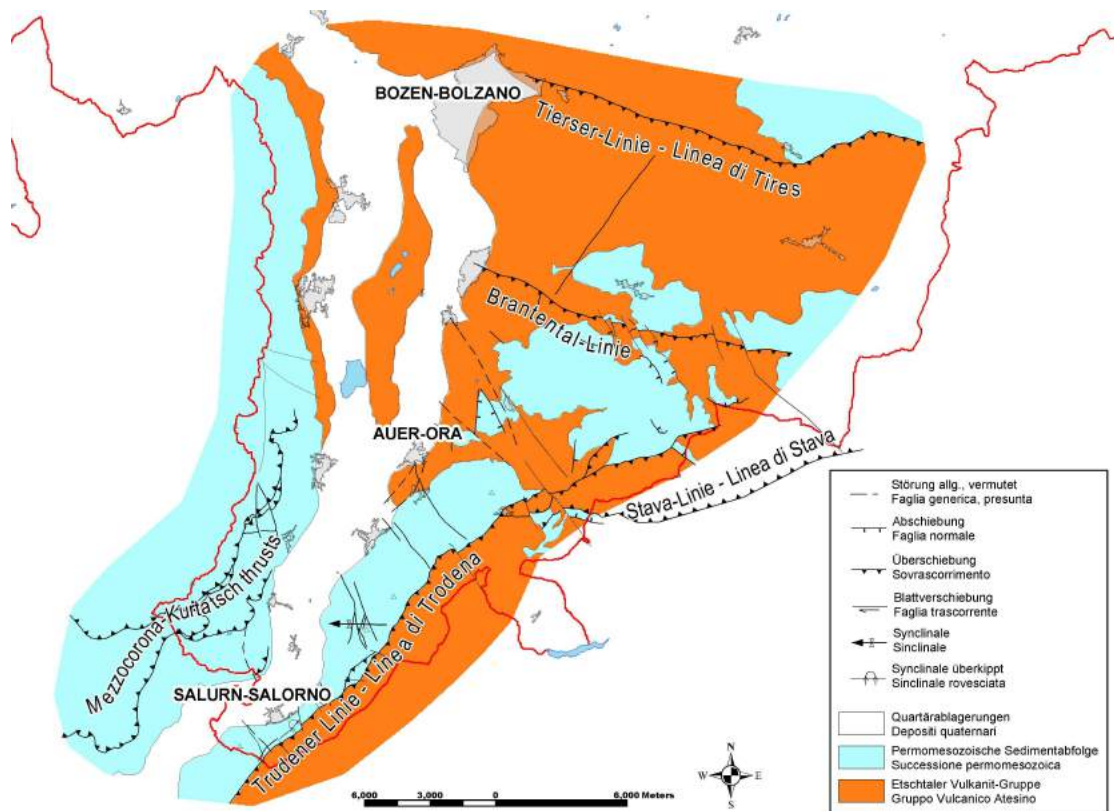 BOZEN-BOLZANO
Tierser-Linie - Linea di Tires
Brantental-Linie
AUER-ORA
Stava-Linie - Linea di Stava
Mezzocorona-Kurtatsch thrusts
SALURN-SALORNO
Trudener Linie - Linea di Trodena
Störung allg., vermutet
Faglia generica, presunta
Abschiebung
Faglia normale
Überschiebung
Sovrascorrimento
Blattverschiebung
Faglia trascorrente
Synclinale
Sinclinale
Synclinale überkippt
Sinclinale rovesciata
Quartärablagerungen
Depositi quaternari
Permomesozoische Sedimentabfolge
Successione permomesozoica
Etschtaler Vulkanit-Gruppe
Gruppo Vulcanico Atesino
N
W E
S
6,000 3,000 0 6,000 Meters